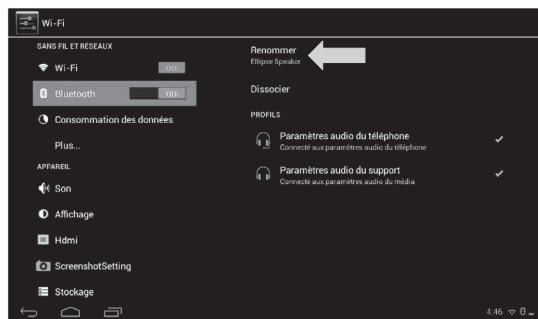 Wi-Fi
SANS FIL ET RÉSEAUX
Wi-Fi
OUI
Bluetooth
OUI
Consommation des données
Plus...
APPAREIL
Son
Affichage
Hdmi
ScreenshotSetting
Stockage
Renommer
Ellipse Speaker
Dissocier
PROFILS
Paramètres audio du téléphone
Connecté aux paramètres audio du téléphone
Paramètres audio du support
Connecté aux paramètres audio du média
4:46